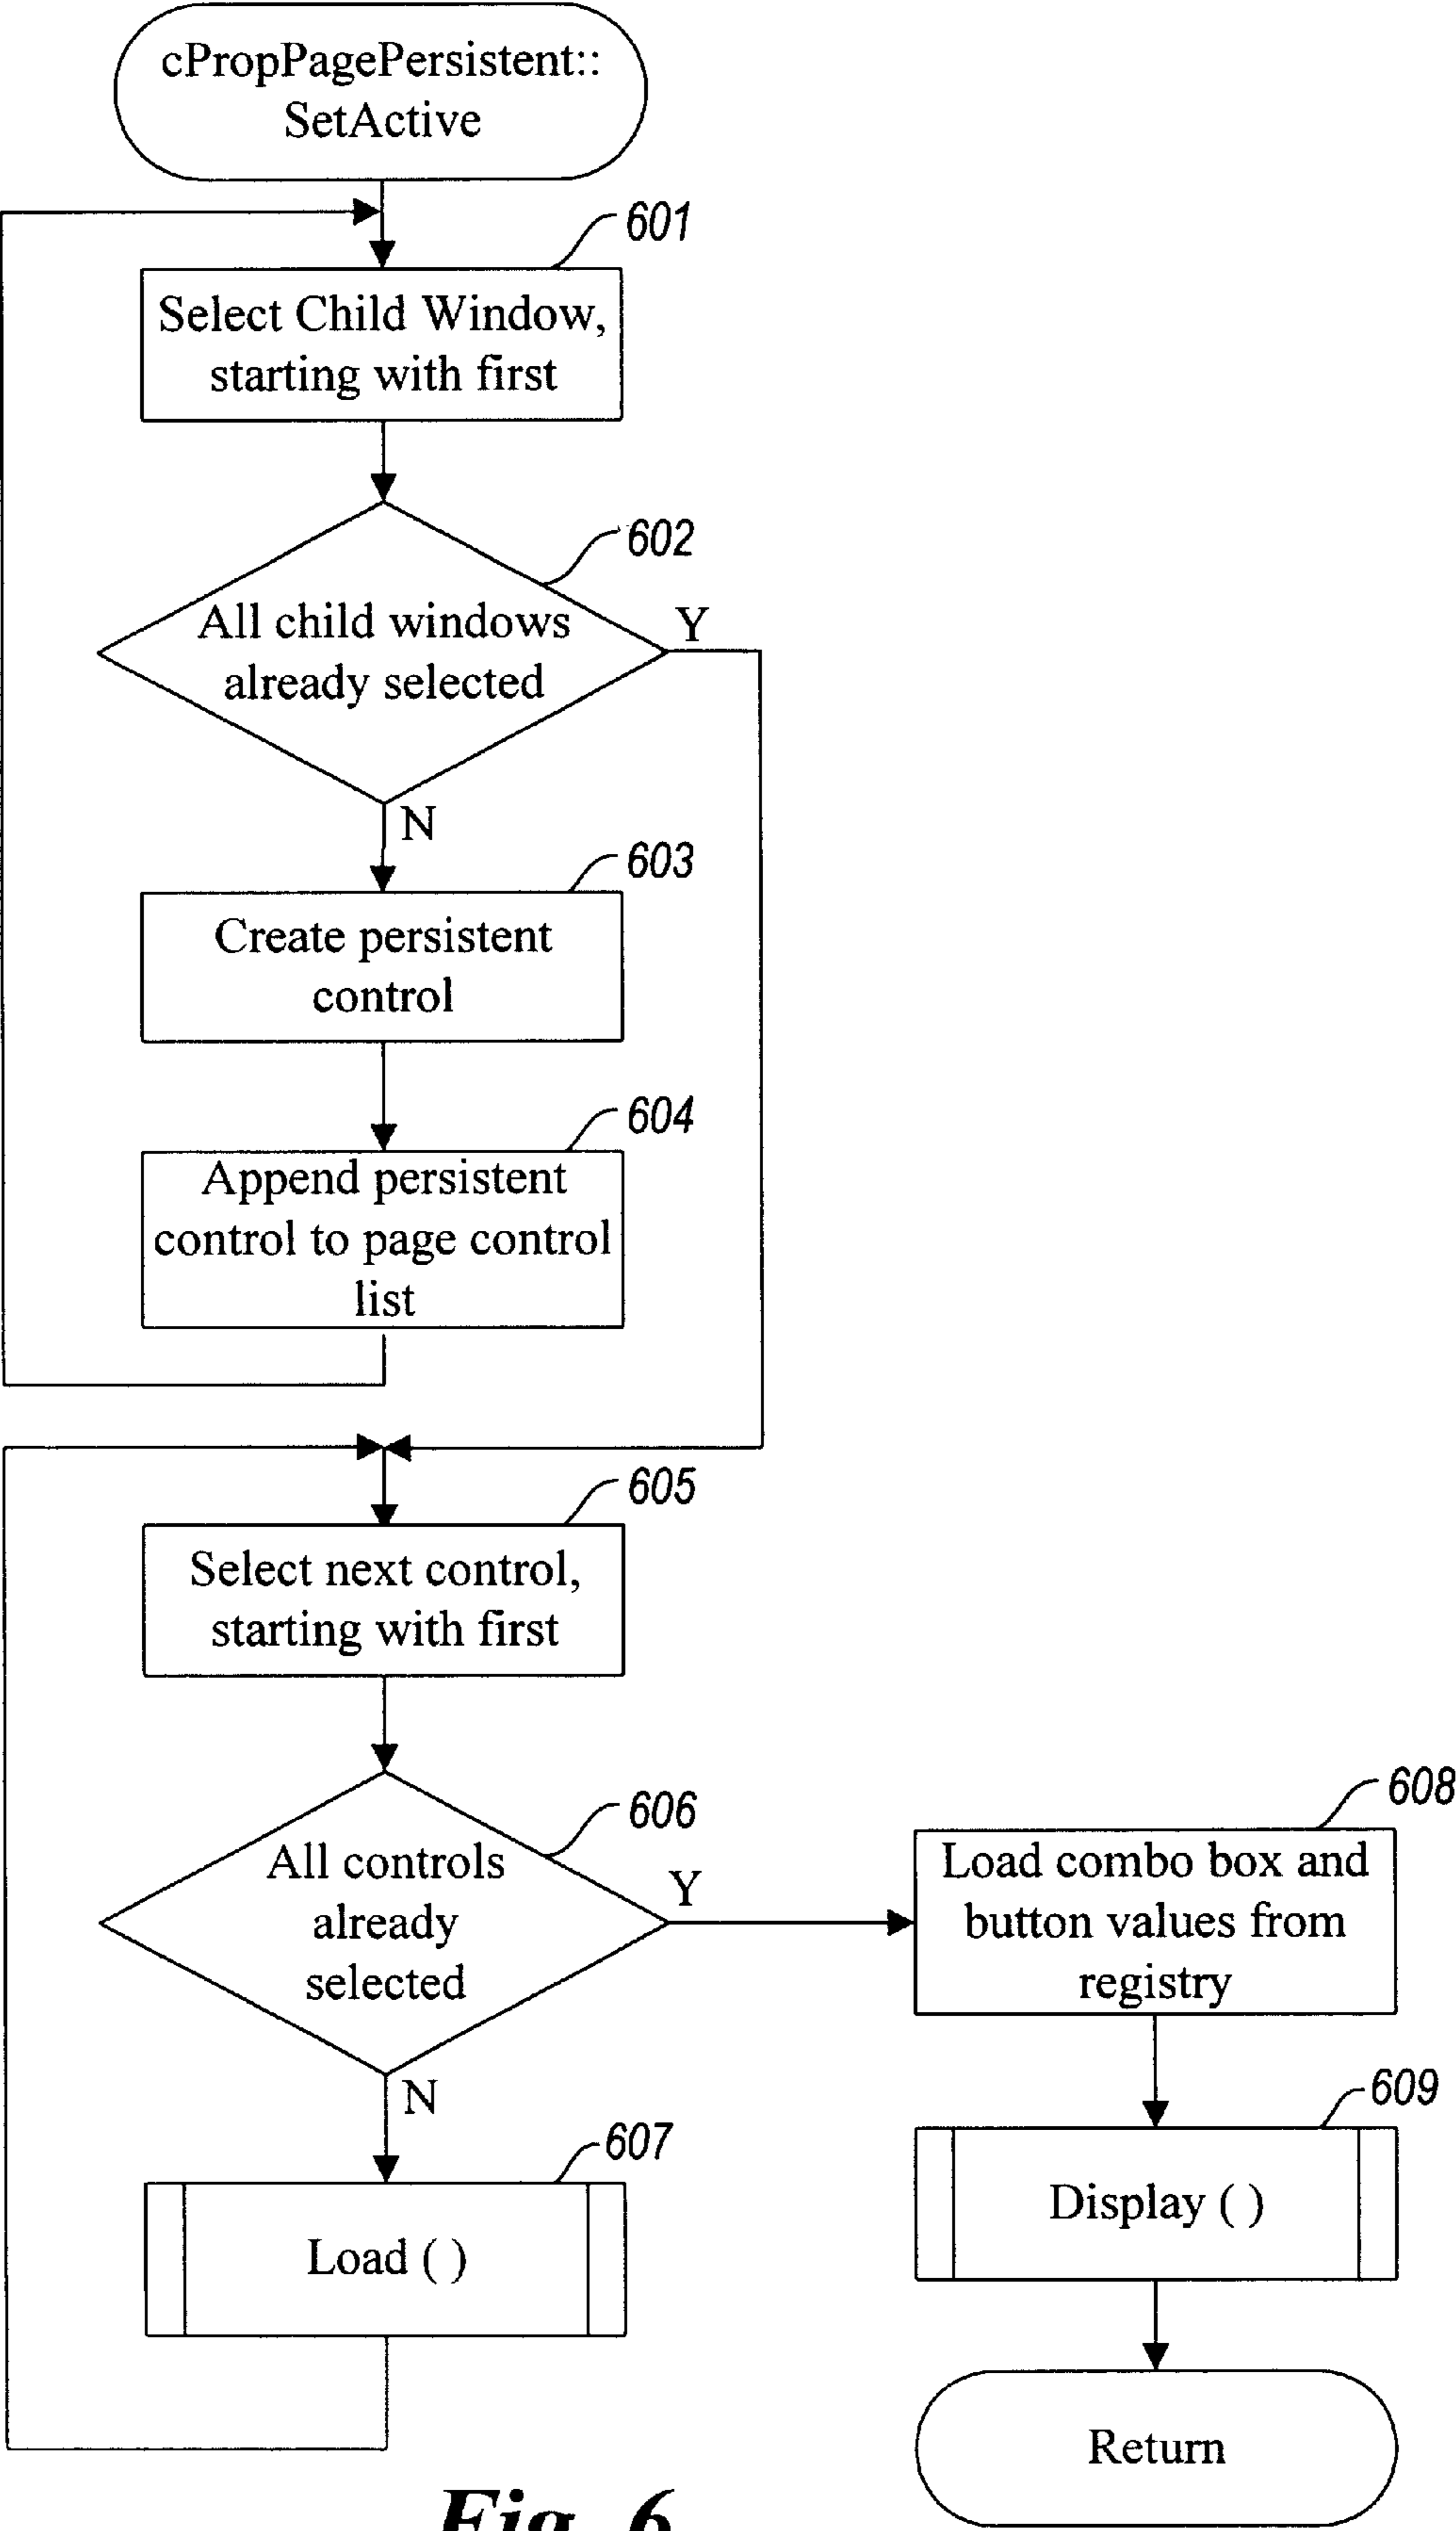 cPropPagePersistent::
SetActive
601
Select Child Window,
starting with first
602
All child windows
already selected
Y
N
603
Create persistent
control
604
Append persistent
control to page control
list
605
Select next control,
starting with first
606
All controls
already
selected
Y
N
607
Load ( )
608
Load combo box and
button values from
registry
609
Display ( )
Return
Fig. 6